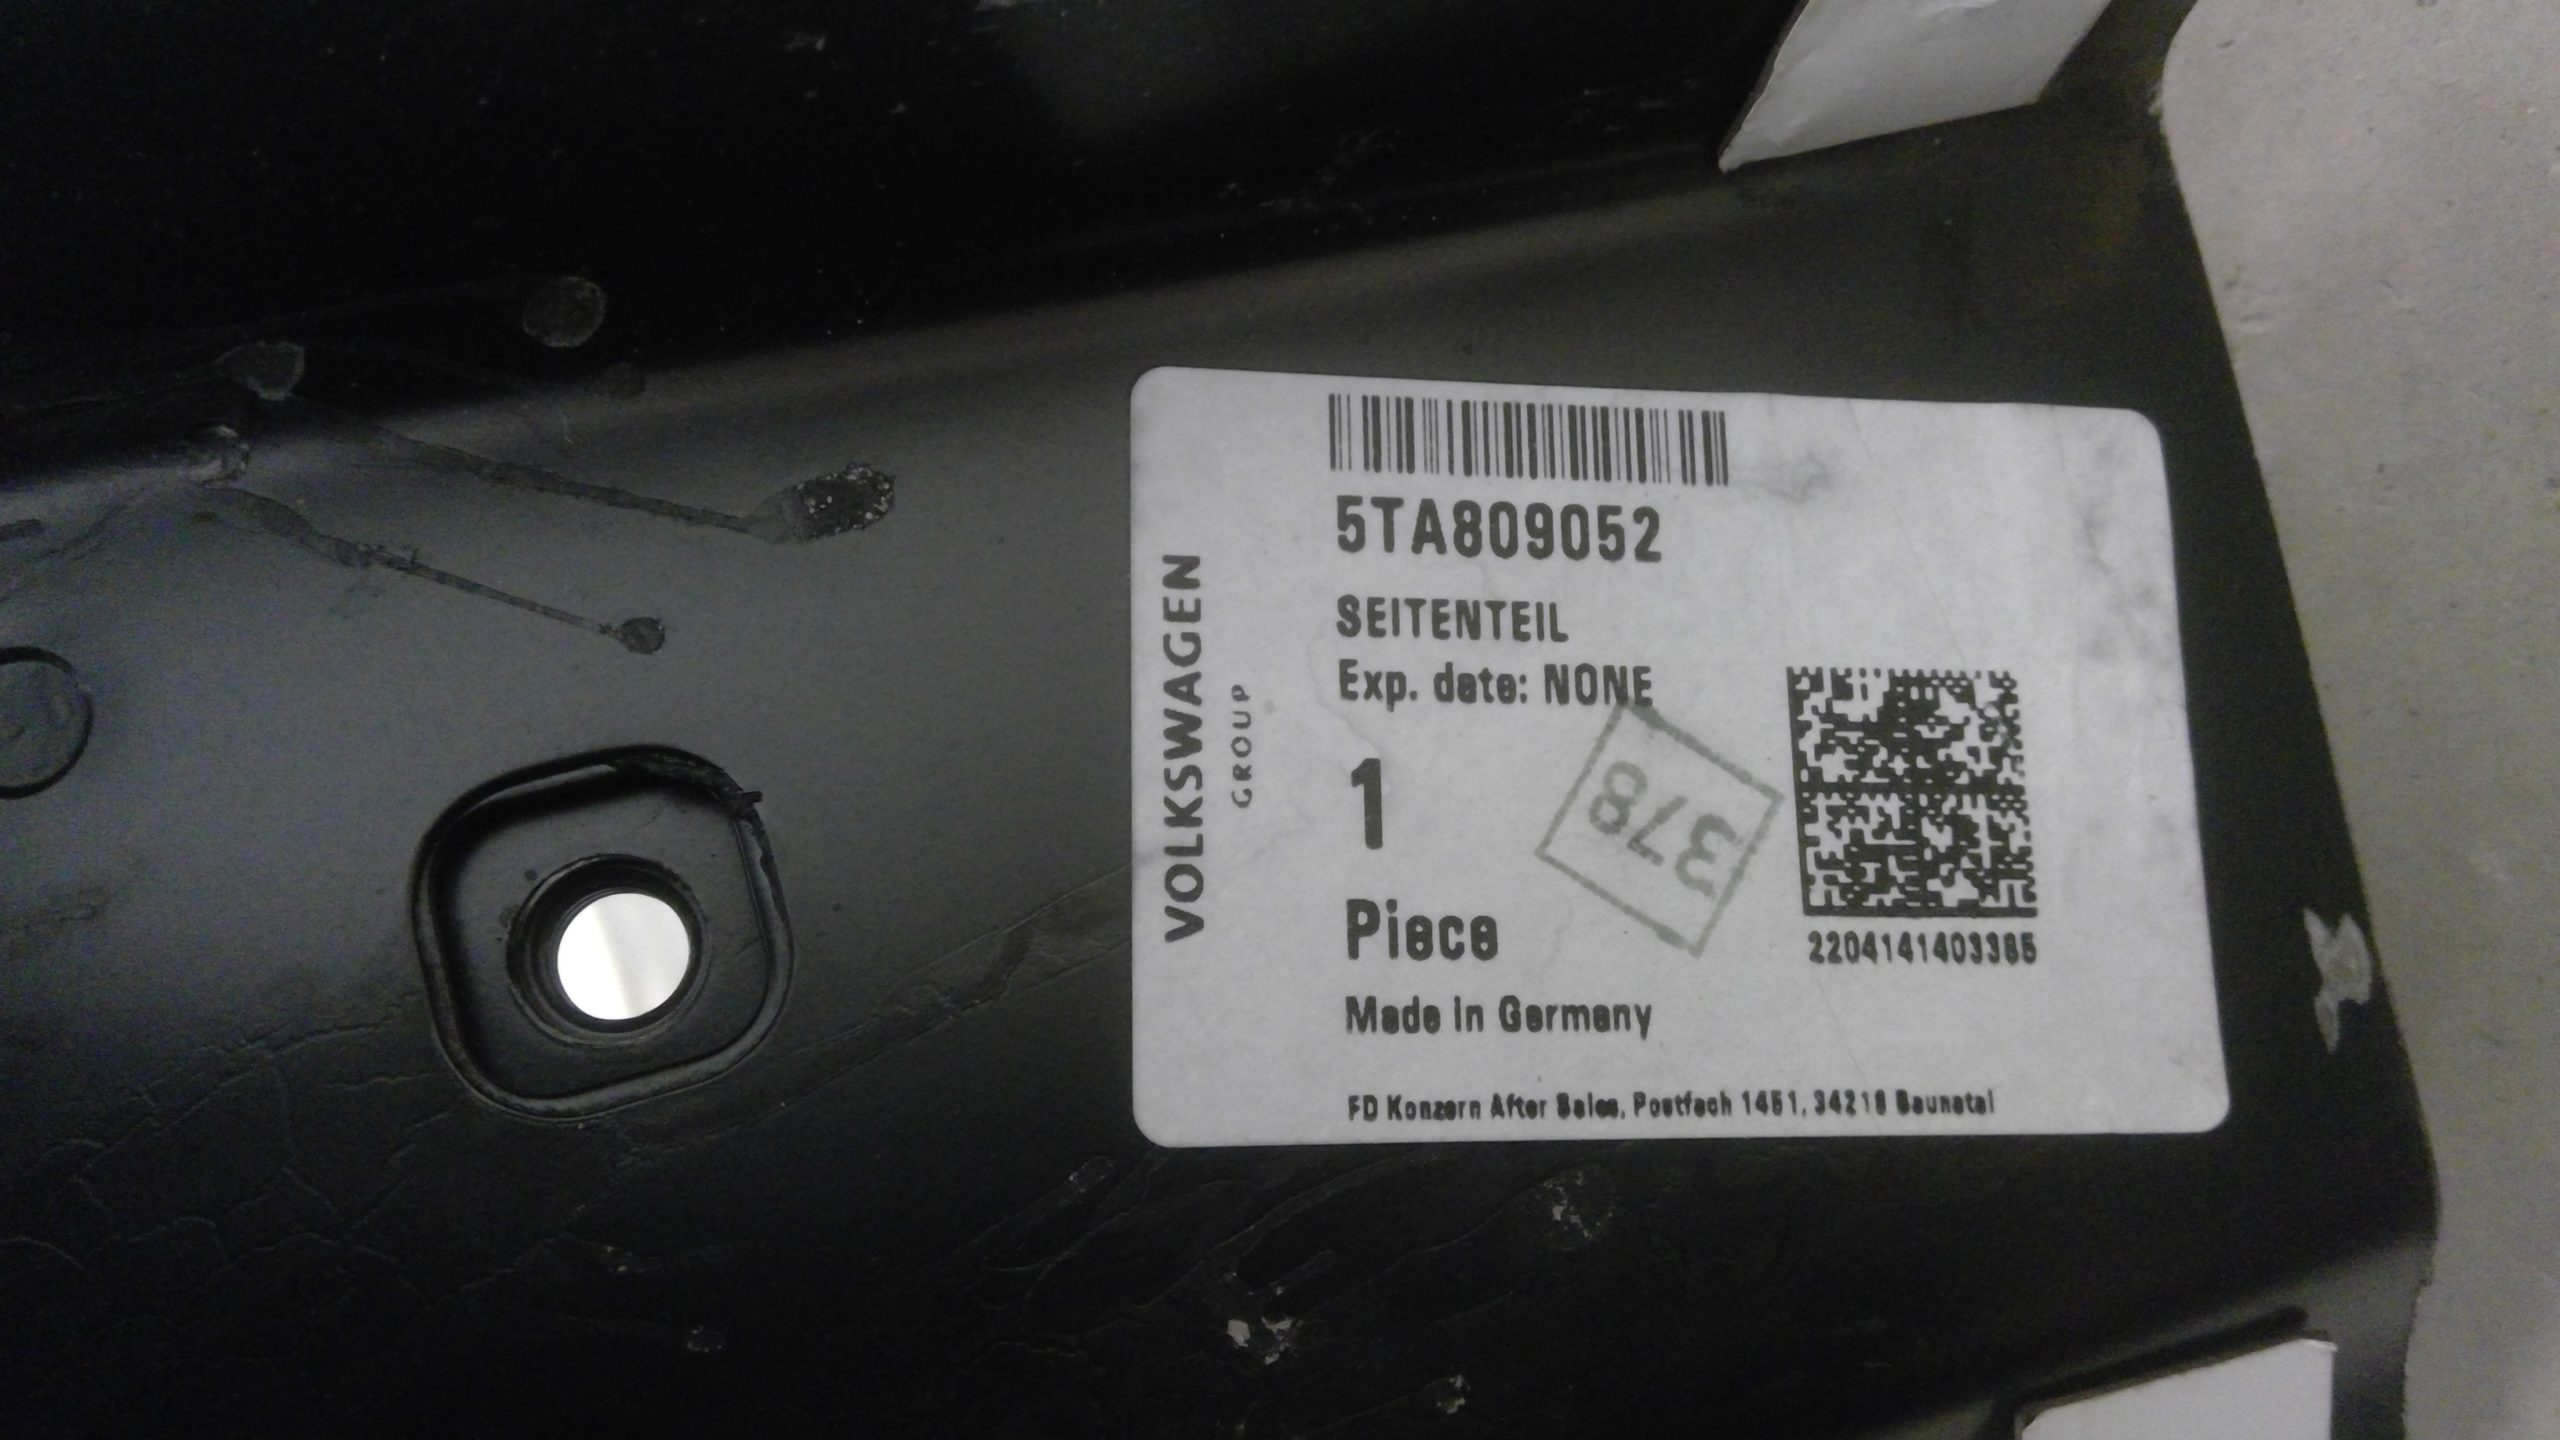 VOLKSWAGEN
GROUP
5TA809052
SEITENTEIL
Exp. date: NONE
1
378
Piece
2204141403385
Made in Germany
FD Konzern After Sales, Postfach 1451, 34218 Baunatal